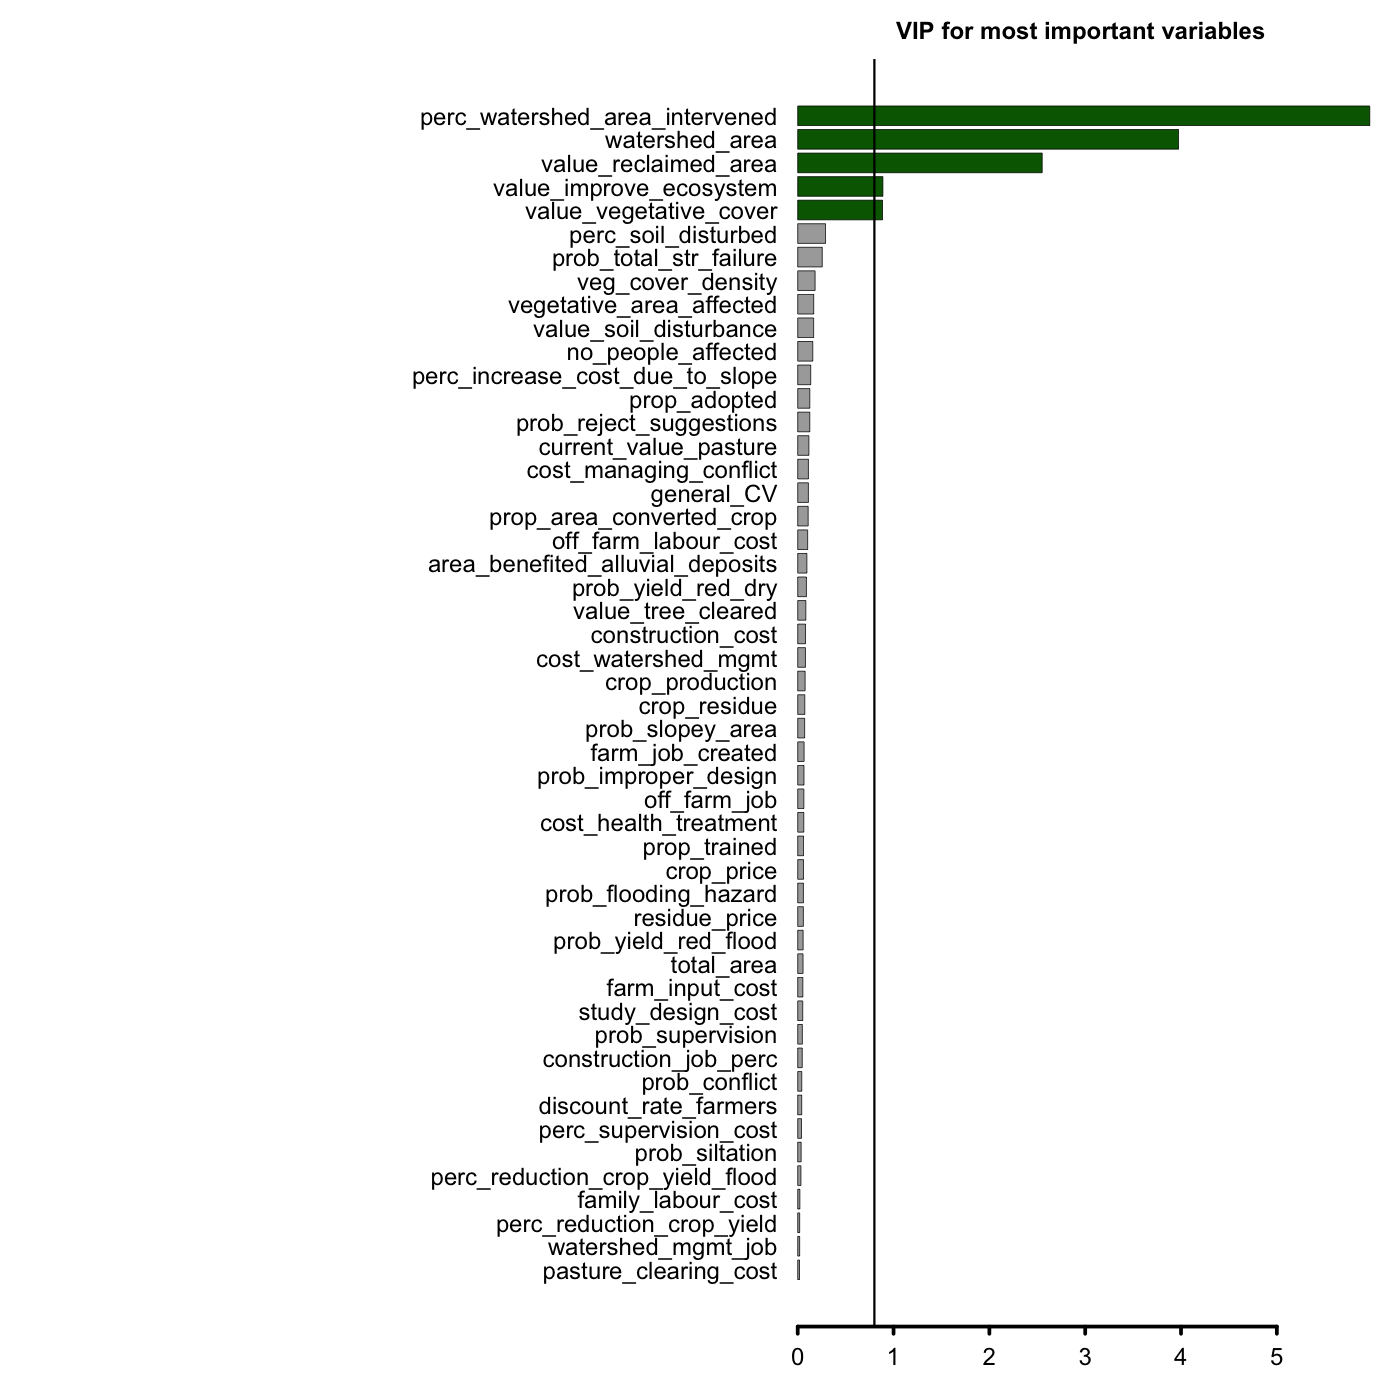 VIP for most important variables
perc_watershed_area_intervened
watershed_area
value_reclaimed_area
value_improve_ecosystem
value_vegetative_cover
perc_soil_disturbed
prob_total_str_failure
veg_cover_density
vegetative_area_affected
value_soil_disturbance
no_people_affected
perc_increase_cost_due_to_slope
prop_adopted
prob_reject_suggestions
current_value_pasture
cost_managing_conflict
general_CV
prop_area_converted_crop
off_farm_labour_cost
area_benefited_alluvial_deposits
prob_yield_red_dry
value_tree_cleared
construction_cost
cost_watershed_mgmt
crop_production
crop_residue
prob_slopey_area
farm_job_created
prob_improper_design
off_farm_job
cost_health_treatment
prop_trained
crop_price
prob_flooding_hazard
residue_price
prob_yield_red_flood
total_area
farm_input_cost
study_design_cost
prob_supervision
construction_job_perc
prob_conflict
discount_rate_farmers
perc_supervision_cost
prob_siltation
perc_reduction_crop_yield_flood
family_labour_cost
perc_reduction_crop_yield
watershed_mgmt_job
pasture_clearing_cost
0 1 2 3 4 5